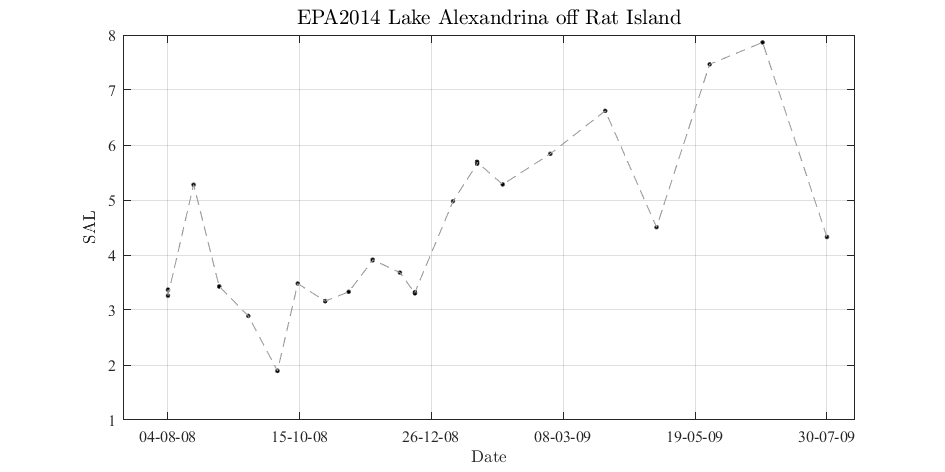 EPA2014 Lake Alexandrina off Rat Island
8
7
6
5
4
3
2
1
SAL
04-08-08 15-10-08 26-12-08 08-03-09 19-05-09 30-07-09
Date